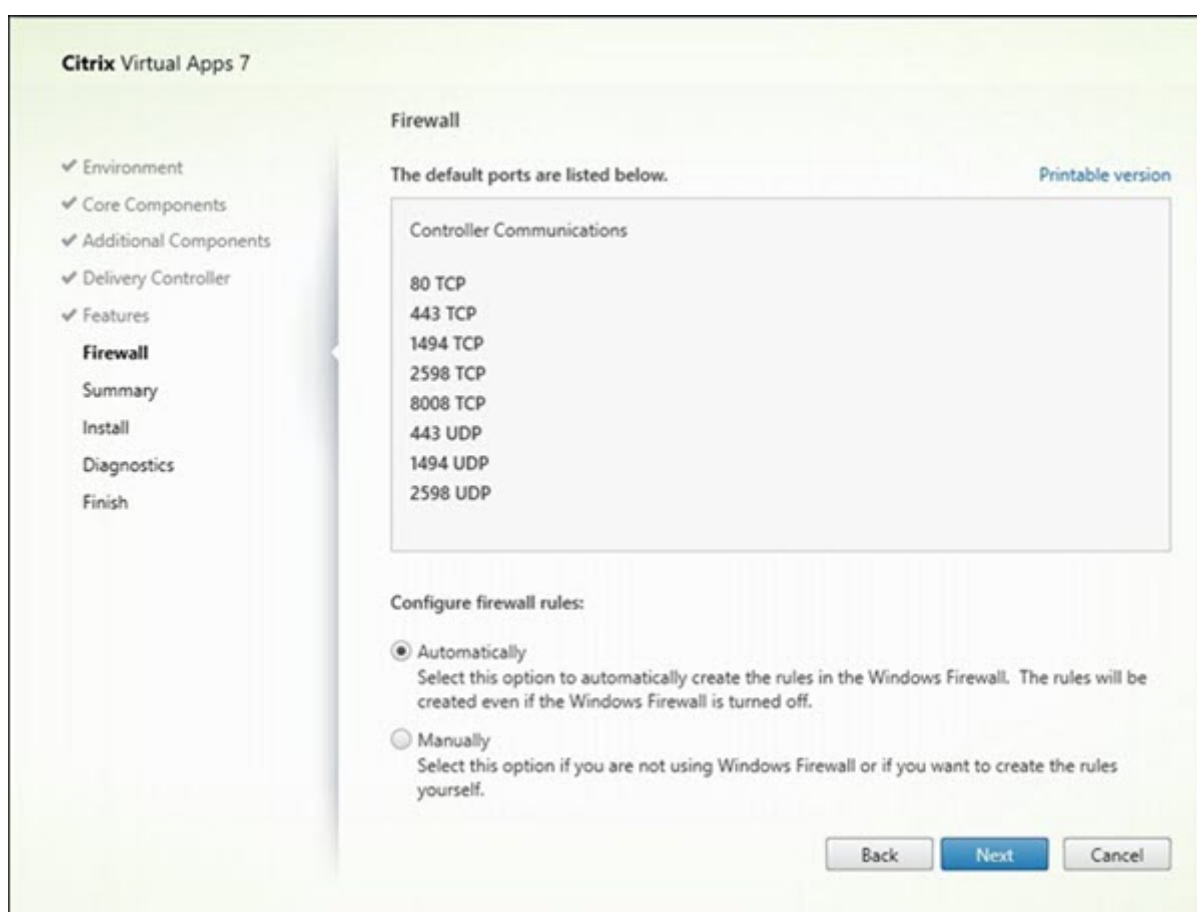 Citrix Virtual Apps 7
✔ Environment
✔ Core Components
✔ Additional Components
✔ Delivery Controller
✔ Features
Firewall
Summary
Install
Diagnostics
Finish
Firewall
The default ports are listed below.
Printable version
Controller Communications
80 TCP
443 TCP
1494 TCP
2598 TCP
8008 TCP
443 UDP
1494 UDP
2598 UDP
Configure firewall rules:
Automatically
Select this option to automatically create the rules in the Windows Firewall.  The rules will be
created even if the Windows Firewall is turned off.
Manually
Select this option if you are not using Windows Firewall or if you want to create the rules
yourself.
Back
Next
Cancel